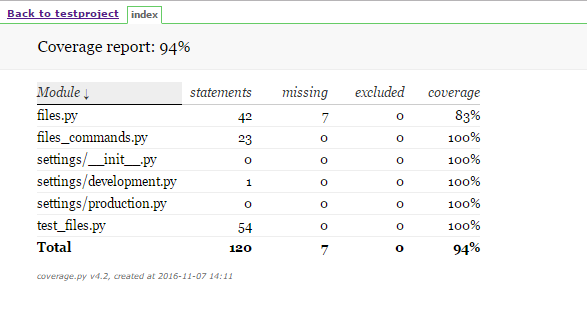 Back to testproject index
Coverage report: 94%
Module ↓ statements missing excluded coverage
files.py 42 7 0 83%
files_commands.py 23 0 0 100%
settings/__init__.py 0 0 0 100%
settings/development.py 1 0 0 100%
settings/production.py 0 0 0 100%
test_files.py 54 0 0 100%
Total 120 7 0 94%
coverage.py v4.2, created at 2016-11-07 14:11